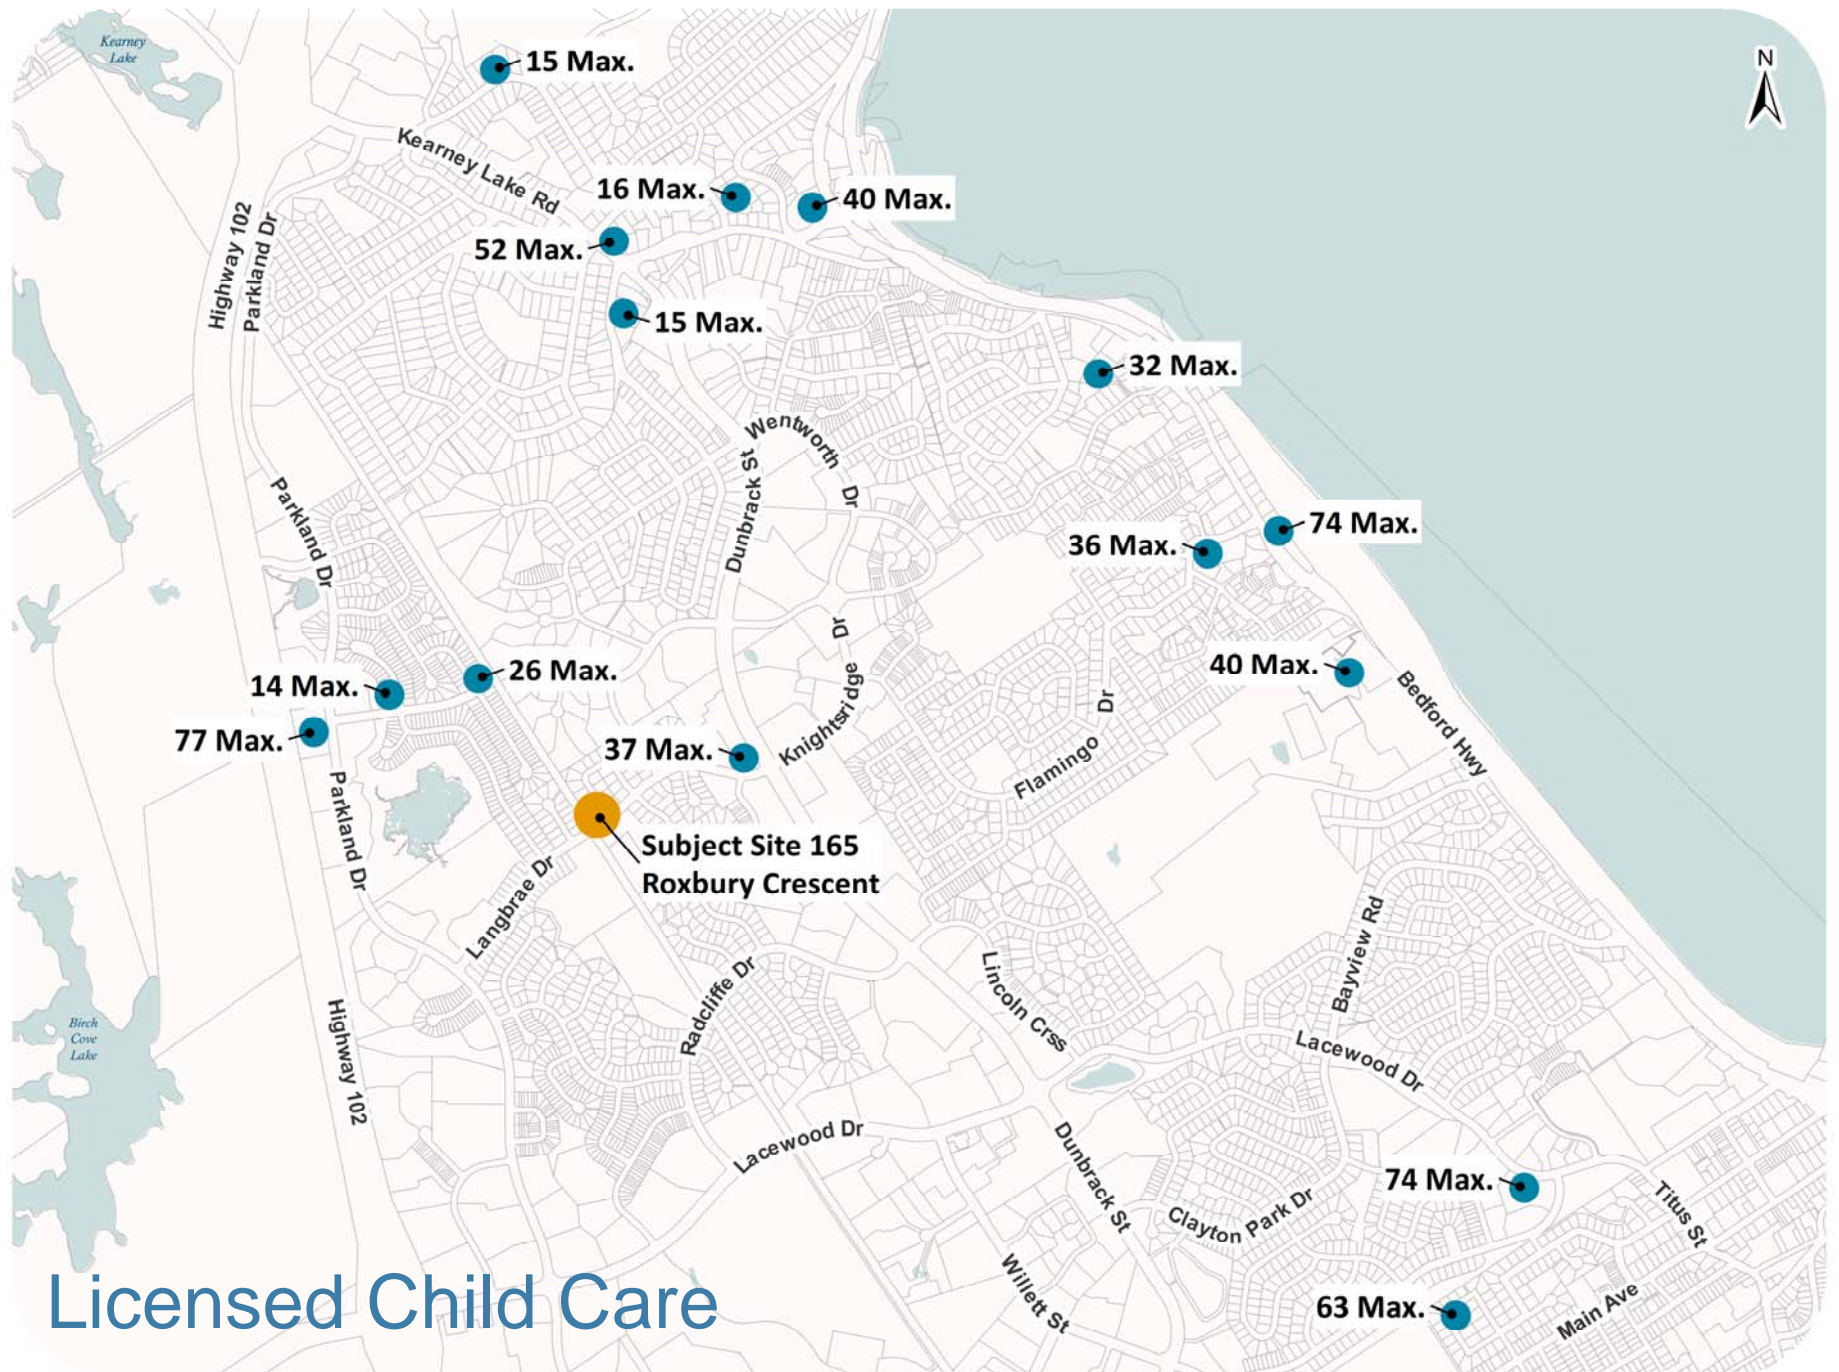 Kearney
Lake
15 Max.
N
Kearney Lake Rd
16 Max.
40 Max.
52 Max.
Highway 102
Parkland Dr
15 Max.
32 Max.
Wentworth Dr
Dunbrack St
Parkland Dr
74 Max.
36 Max.
40 Max.
26 Max.
14 Max.
77 Max.
37 Max.
Knightsridge Dr
Flamingo Dr
Bedford Hwy
Parkland Dr
Subject Site 165
Roxbury Crescent
Langbrae Dr
Bayview Rd
Radcliffe Dr
Lincoln Crss
Highway 102
Birch
Cove
Lake
Lacewood Dr
Lacewood Dr
Dunbrack St
74 Max.
Titus St
Clayton Park Dr
Willett St
63 Max.
Main Ave
Licensed Child Care